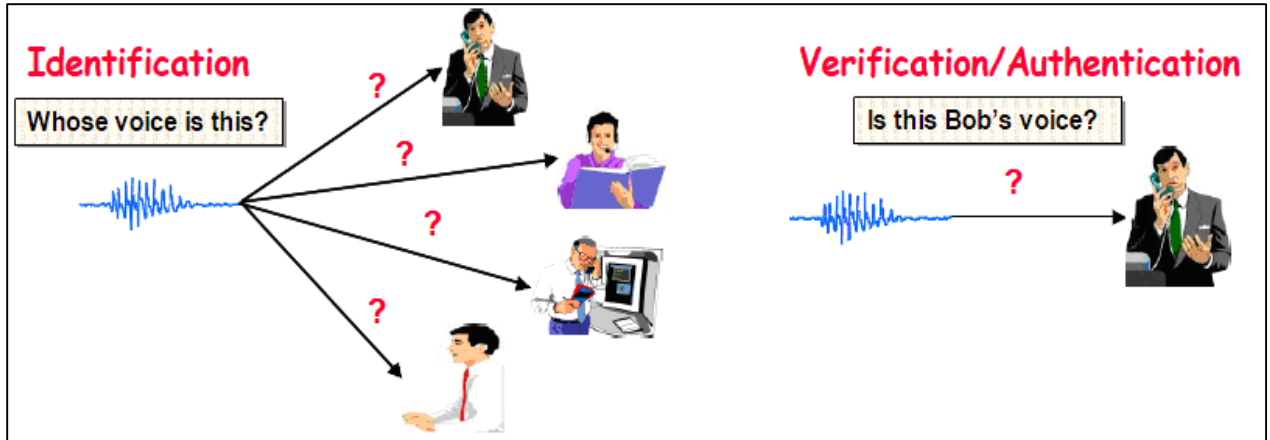 Identification
Whose voice is this?
?
?
?
?
Verification/Authentication
Is this Bob's voice?
?